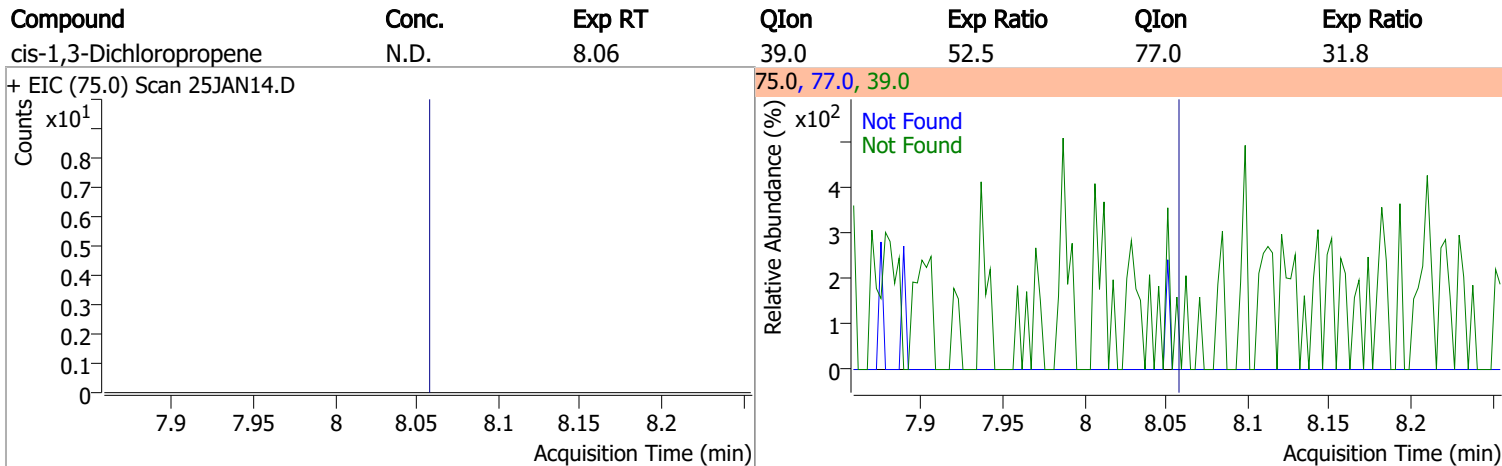 Compound Conc. Exp RT QIon Exp Ratio QIon Exp Ratio
cis-1,3-Dichloropropene N.D. 8.06 39.0 52.5 77.0 31.8
+ EIC (75.0) Scan 25JAN14.D
Counts
x10^1
0.8
0.7
0.6
0.5
0.4
0.3
0.2
0.1
0
7.9 7.95 8 8.05 8.1 8.15 8.2
Acquisition Time (min)
75.0, 77.0, 39.0
Relative Abundance (%)
x10^2
Not Found
Not Found
4
3
2
1
0
7.9 7.95 8 8.05 8.1 8.15 8.2
Acquisition Time (min)